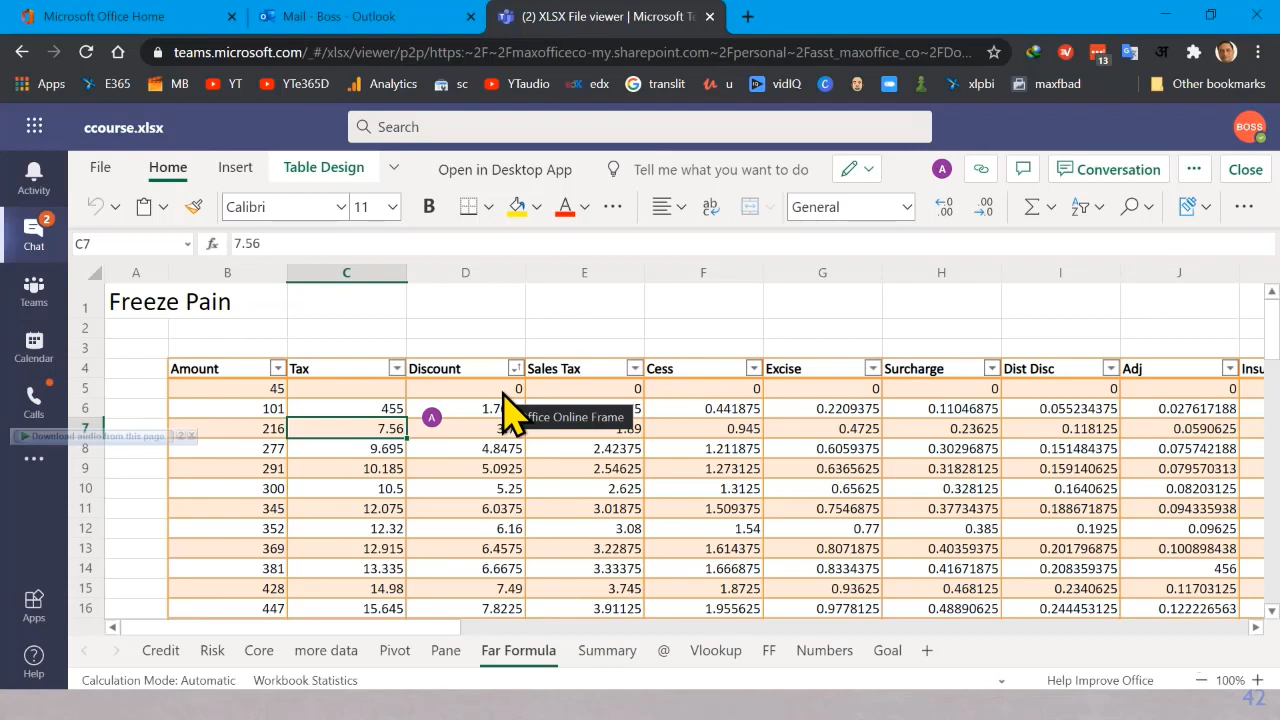 Microsoft Office Home
Mail - Boss - Outlook
(2) XLSX File viewer | Microsoft Te
teams.microsoft.com/_#/xlsx/viewer/p2p/https:~2F~2Fmaxofficeco-my.sharepoint.com~2Fpersonal~2Fasst_maxoffice_co~2FDo...
13
अ
Apps E365 MB YT YTe365D Analytics sc YTaudio edx edx translit u vidIQ C xlpbi maxfbad Other bookmarks
ccourse.xlsx
Search
BOSS
Activity
2
Chat
Teams
Calendar
Calls
Apps
Help
File Home Insert Table Design Open in Desktop App Tell me what you want to do A Conversation Close
Calibri 11 B A ab General
C7 fx 7.56
A B C D E F G H I J
1 Freeze Pain
2
3
4 Amount Tax Discount Sales Tax Cess Excise Surcharge Dist Disc Adj Insu
5 45 0 0 0 0 0 0 0
6 101 455 0.441875 0.2209375 0.11046875 0.055234375 0.027617188
A ffice Online Frame
7 216 7.56 0.945 0.4725 0.23625 0.118125 0.0590625
Download audio from this page ? X
8 277 9.695 4.8475 2.42375 1.211875 0.6059375 0.30296875 0.151484375 0.075742188
9 291 10.185 5.0925 2.54625 1.273125 0.6365625 0.31828125 0.159140625 0.079570313
10 300 10.5 5.25 2.625 1.3125 0.65625 0.328125 0.1640625 0.08203125
11 345 12.075 6.0375 3.01875 1.509375 0.7546875 0.37734375 0.188671875 0.094335938
12 352 12.32 6.16 3.08 1.54 0.77 0.385 0.1925 0.09625
13 369 12.915 6.4575 3.22875 1.614375 0.8071875 0.40359375 0.201796875 0.100898438
14 381 13.335 6.6675 3.33375 1.666875 0.8334375 0.41671875 0.208359375 456
15 428 14.98 7.49 3.745 1.8725 0.93625 0.468125 0.2340625 0.11703125
16 447 15.645 7.8225 3.91125 1.955625 0.9778125 0.48890625 0.244453125 0.122226563
Credit Risk Core more data Pivot Pane Far Formula Summary @ Vlookup FF Numbers Goal
Calculation Mode: Automatic Workbook Statistics Help Improve Office 100%
42